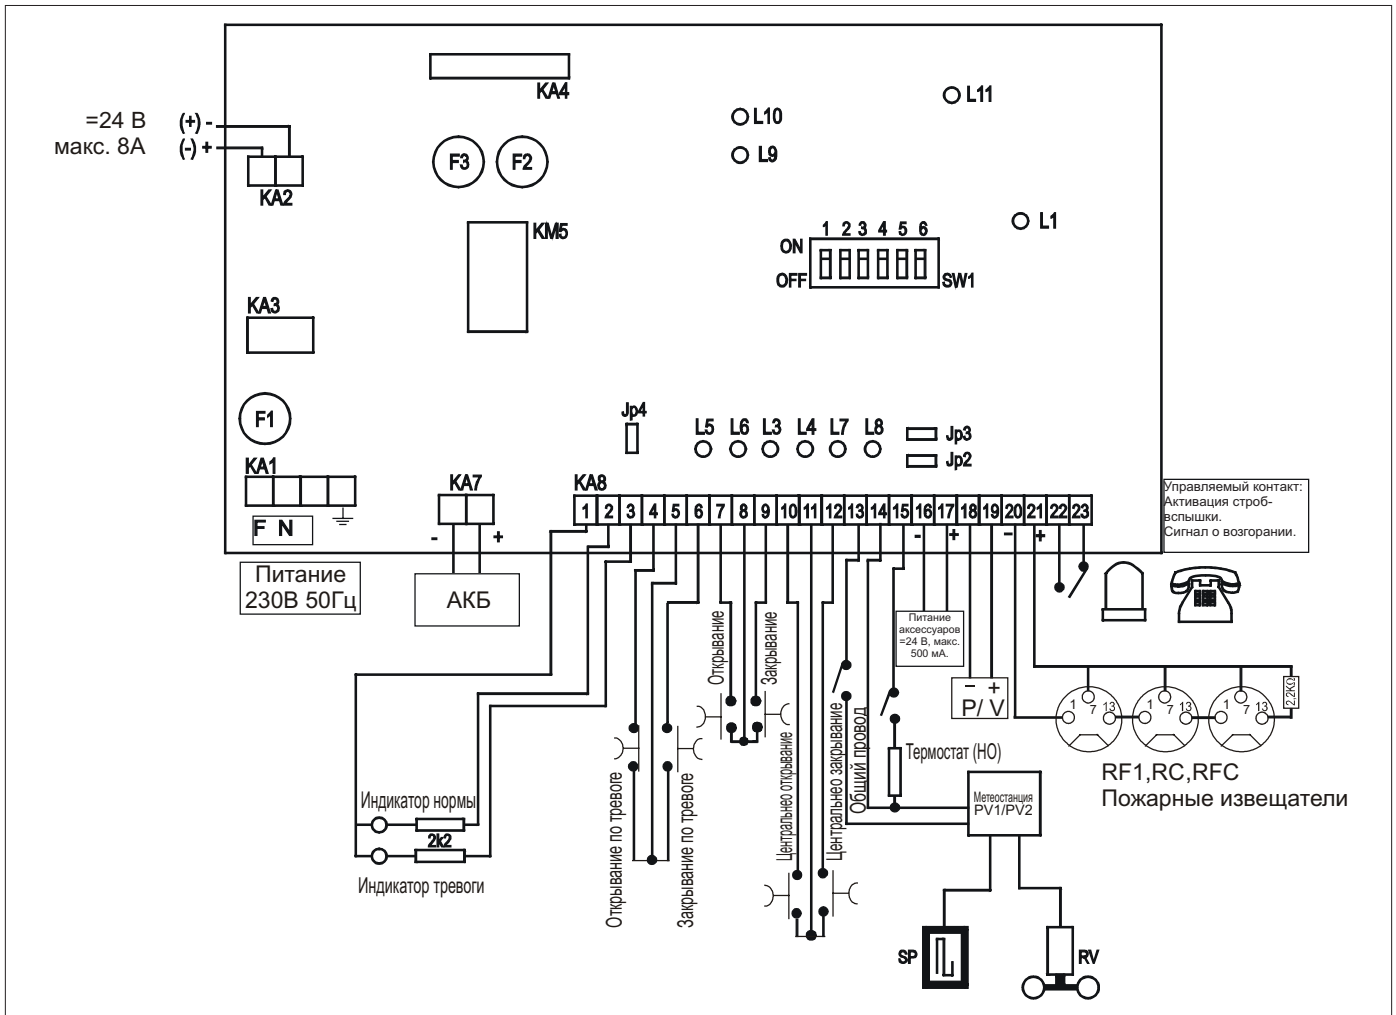 KA4
L11
L10
=24 В (+) -
макс. 8А (-) +
F3 F2
L9
KA2
KM5
L1
1 2 3 4 5 6
ON
OFF
SW1
KA3
F1
Jp4
L5 L6 L3 L4 L7 L8
Jp3
Jp2
KA1
KA7
KA8
1 2 3 4 5 6 7 8 9 10 11 12 13 14 15 16 17 18 19 20 21 22 23
F N
- +
- + - +
Управляемый контакт:
Активация строб-
вспышки.
Сигнал о возгорании.
Питание
230В 50Гц
АКБ
Питание
аксессуаров
=24 В, макс.
500 мА.
Открывание
Закрывание
- +
P/ V
2,2KΩ
1 7 13
1 7 13
1 7 13
RF1,RC,RFC
Пожарные извещатели
Центральнео открывание
Центральнео закрывание
Общий провод
Термостат (НО)
Метеостанция
PV1/PV2
Индикатор нормы
2k2
Индикатор тревоги
Открывание по тревоге
Закрывание по тревоге
SP
RV